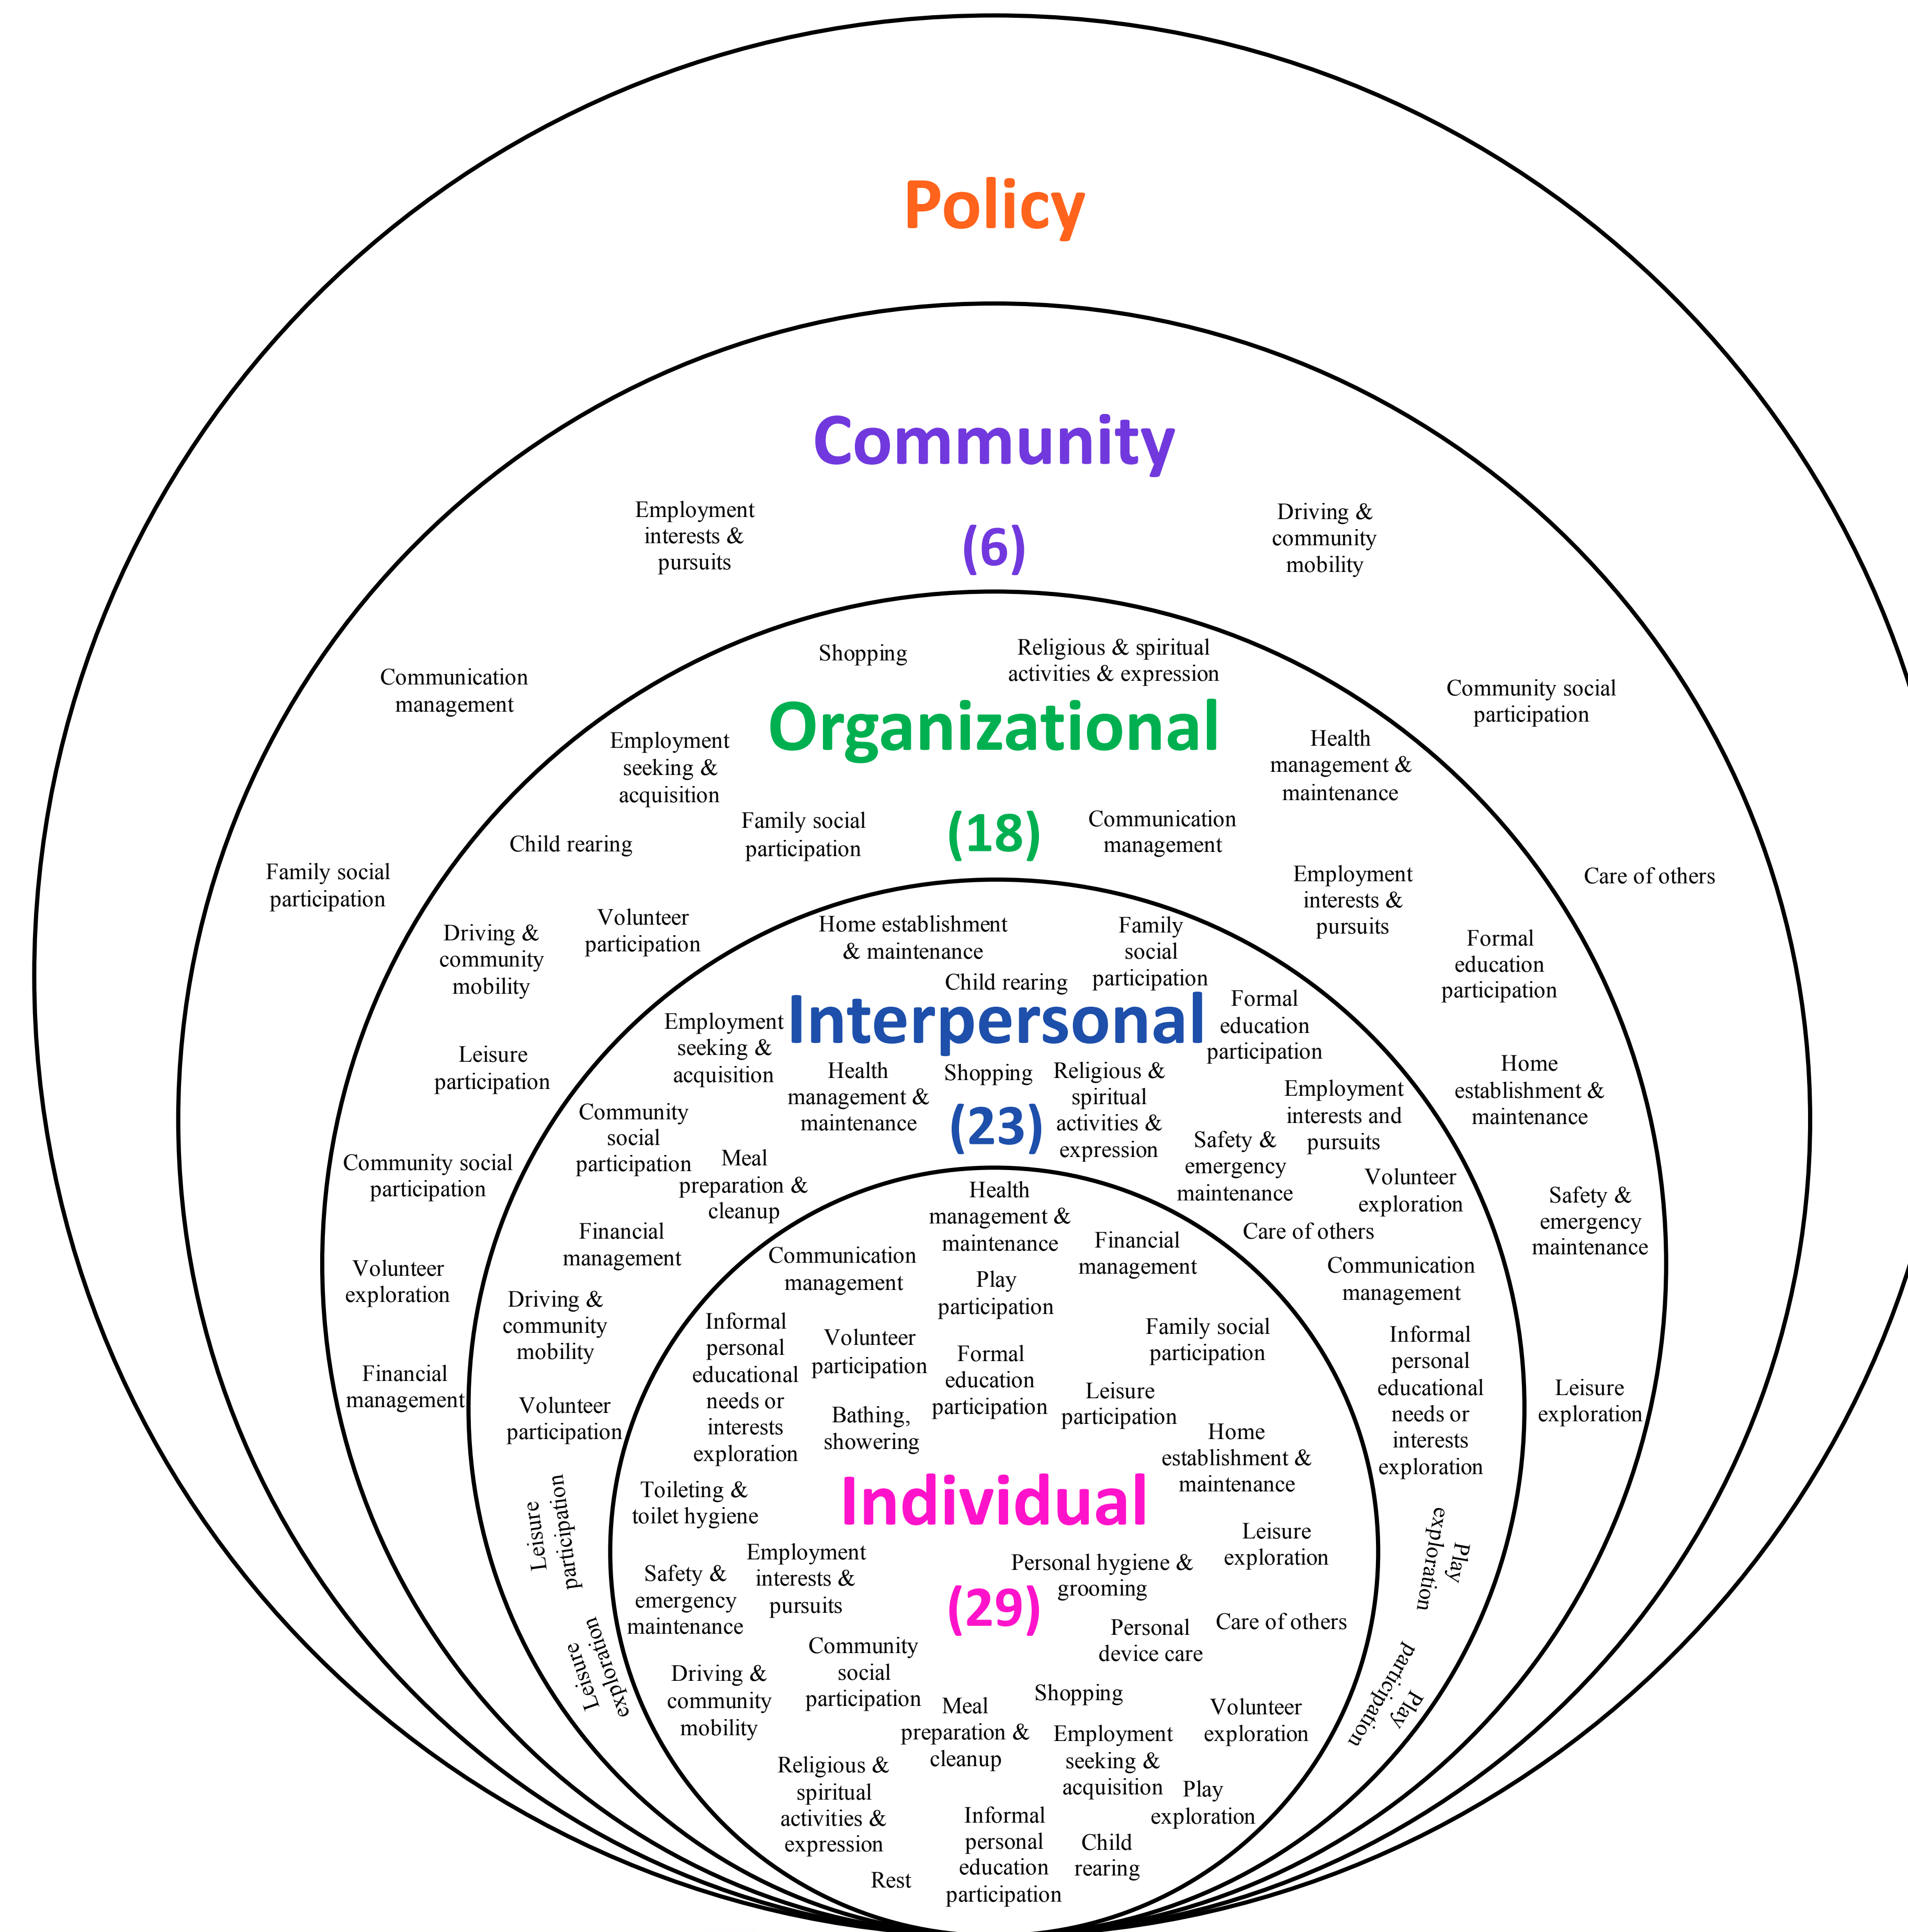 Policy
Community
Employment
interests &
pursuits
(6)
Driving &
community
mobility
Communication
management
Community social
participation
Family social
participation
Care of others
Shopping
Religious & spiritual
activities & expression
Organizational
Employment
seeking &
acquisition
Health
management &
maintenance
Child rearing
Family social
participation
(18)
Communication
management
Employment
interests &
pursuits
Driving &
community
mobility
Volunteer
participation
Formal
education
participation
Leisure
participation
Home
establishment &
maintenance
Community social
participation
Safety &
emergency
maintenance
Volunteer
exploration
Financial
management
Leisure
exploration
Home establishment
& maintenance
Family
social
participation
Child rearing
Interpersonal
Employment
seeking &
acquisition
Formal
education
participation
Health
management &
maintenance
Shopping
(23)
Religious &
spiritual
activities &
expression
Employment
interests and
pursuits
Community
social
participation
Meal
preparation &
cleanup
Safety &
emergency
maintenance
Volunteer
exploration
Financial
management
Care of others
Communication
management
Driving &
community
mobility
Informal
personal
educational
needs or
interests
exploration
Volunteer
participation
Leisure
participation
Play
exploration
Leisure
exploration
Play
participation
Health
management &
maintenance
Communication
management
Financial
management
Play
participation
Informal
personal
educational
needs or
interests
exploration
Volunteer
participation
Formal
education
participation
Family social
participation
Leisure
participation
Bathing,
showering
Home
establishment &
maintenance
Toileting &
toilet hygiene
Individual
Leisure
exploration
Safety &
emergency
maintenance
Employment
interests &
pursuits
(29)
Personal hygiene &
grooming
Personal
device care
Care of others
Driving &
community
mobility
Community
social
participation
Meal
preparation &
cleanup
Shopping
Employment
seeking &
acquisition
Volunteer
exploration
Religious &
spiritual
activities &
expression
Play
exploration
Informal
personal
education
participation
Child
rearing
Rest